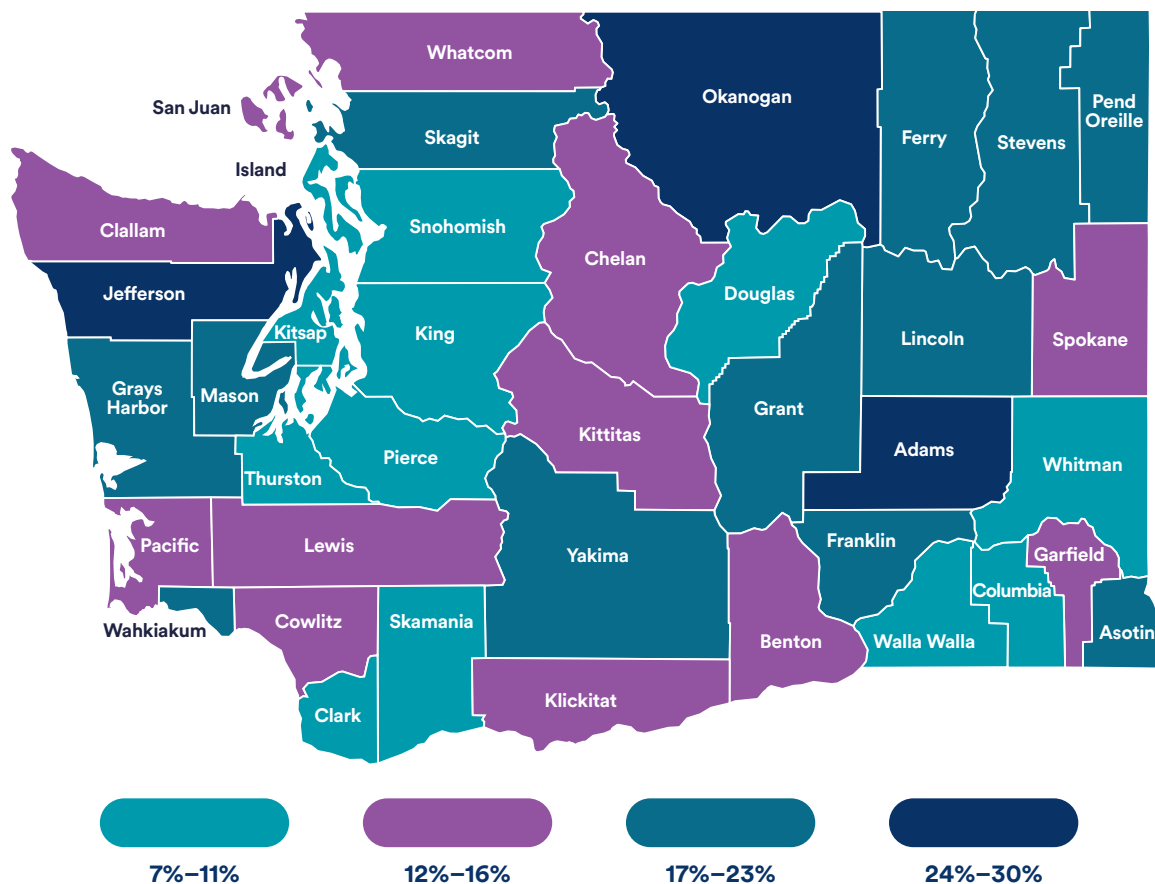 Whatcom
San Juan
Okanogan
Pend
Oreille
Skagit
Ferry
Stevens
Island
Clallam
Snohomish
Chelan
Jefferson
Douglas
Kitsap
King
Lincoln
Spokane
Grays
Harbor
Mason
Grant
Kittitas
Adams
Pierce
Whitman
Thurston
Pacific
Lewis
Yakima
Franklin
Garfield
Columbia
Wahkiakum
Cowlitz
Skamania
Benton
Walla Walla
Asotin
Klickitat
Clark
7%–11%
12%–16%
17%–23%
24%–30%